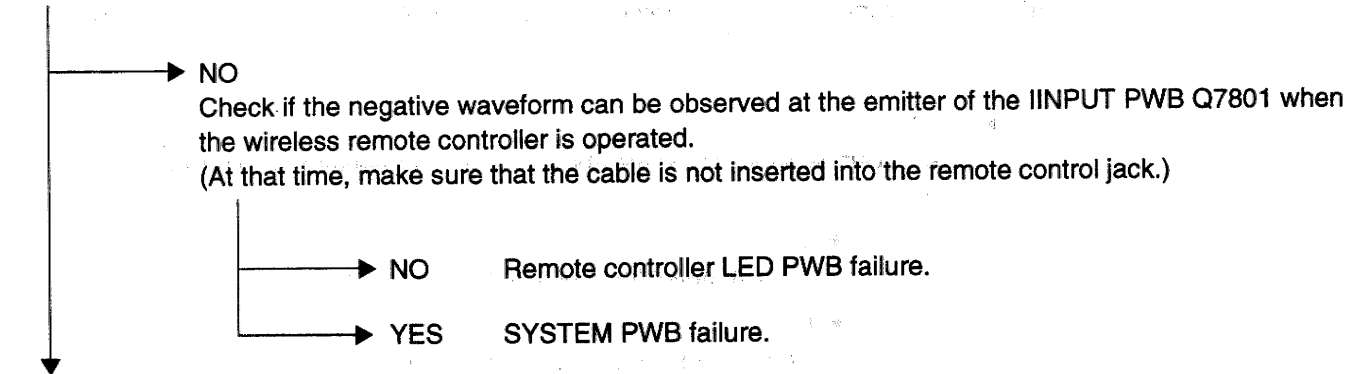 NO
Check if the negative waveform can be observed at the emitter of the IINPUT PWB Q7801 when
the wireless remote controller is operated.
(At that time, make sure that the cable is not inserted into the remote control jack.)
NO Remote controller LED PWB failure.
YES SYSTEM PWB failure.